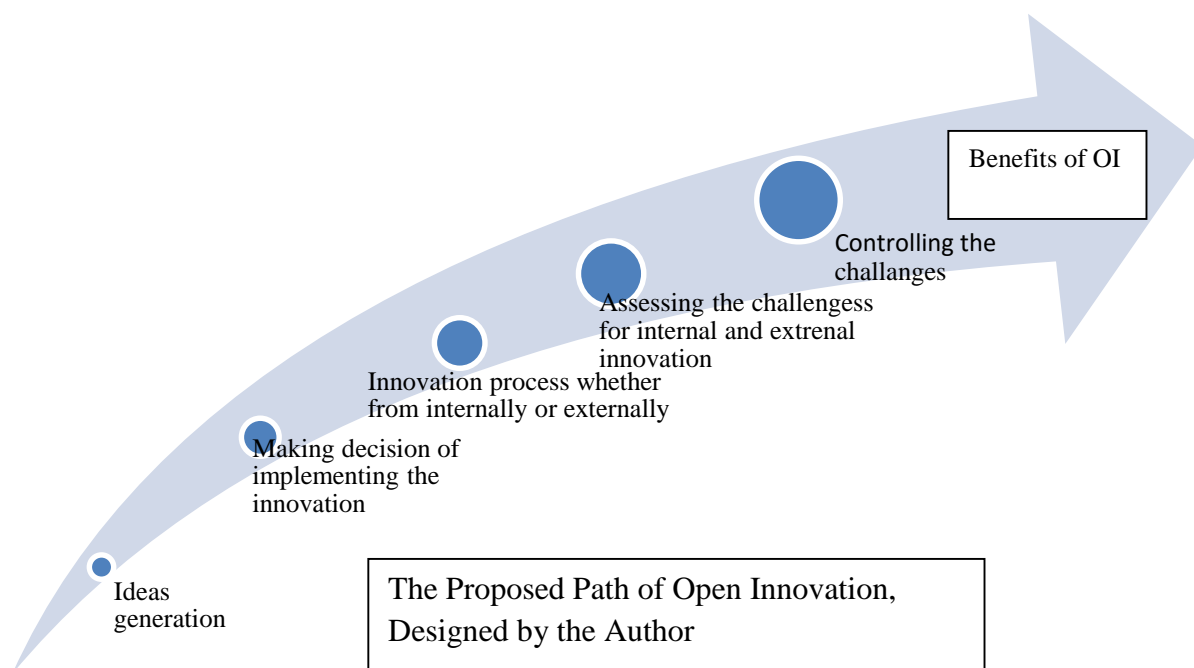 Benefits of OI
Controlling the
challanges
Assessing the challengess
for internal and extrenal
innovation
Innovation process whether
from internally or externally
Making decision of
implementing the
innovation
Ideas
generation
The Proposed Path of Open Innovation,
Designed by the Author